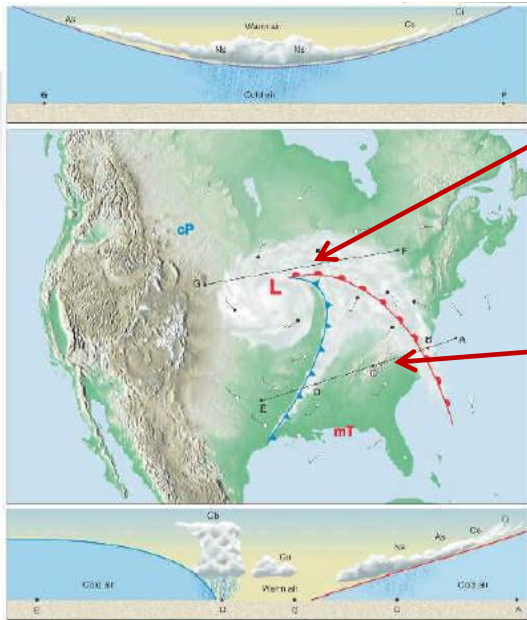 As Warm air Cs Ci
Ns Ns
Cold air
G F
cP
F
G L
A
B
C
D
E
mT
Cb
Cu
Ns As Cs
Cold air Warm air Cold air
E D A